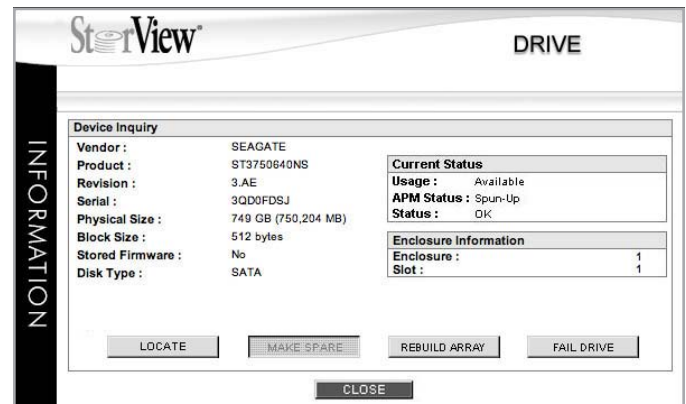 StorView
DRIVE
INFORMATION
Device Inquiry
Vendor : SEAGATE
Product : ST3750640NS
Revision : 3.AE
Serial : 3QD0FDSJ
Physical Size : 749 GB (750,204 MB)
Block Size : 512 bytes
Stored Firmware : No
Disk Type : SATA
Current Status
Usage : Available
APM Status : Spun-Up
Status : OK
Enclosure Information
Enclosure : 1
Slot : 1
LOCATE
MAKE SPARE
REBUILD ARRAY
FAIL DRIVE
CLOSE